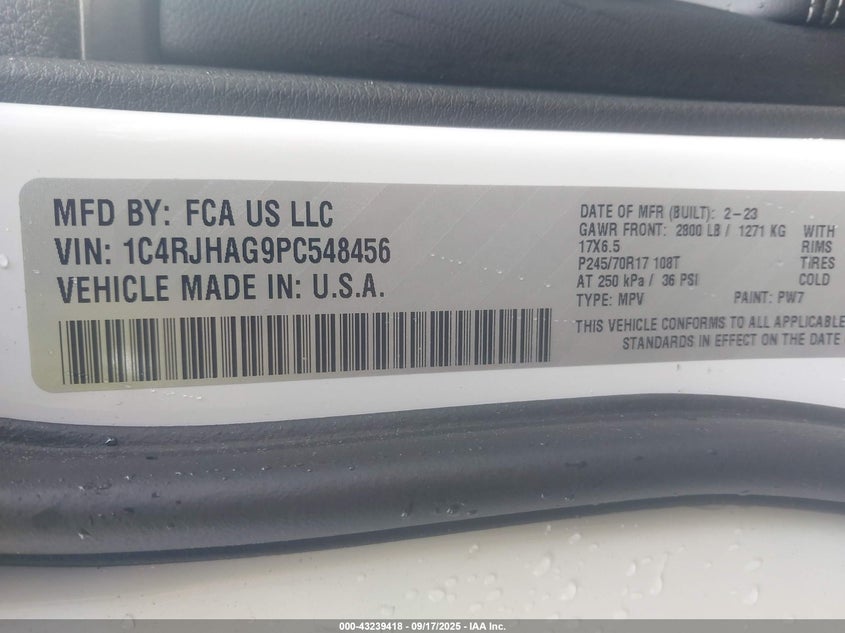 MFD BY: FCA US LLC
VIN: 1C4RJHAG9PC548456
VEHICLE MADE IN: U.S.A.
DATE OF MFR (BUILT): 2-23
GAWR FRONT: 2800 LB / 1271 KG WITH
17X6.5 RIMS
P245/70R17 108T TIRES
AT 250 kPa / 36 PSI COLD
TYPE: MPV PAINT: PW7
THIS VEHICLE CONFORMS TO ALL APPLICABLE
STANDARDS IN EFFECT ON THE DATE
000-43239418 - 09/17/2025 - IAA Inc.